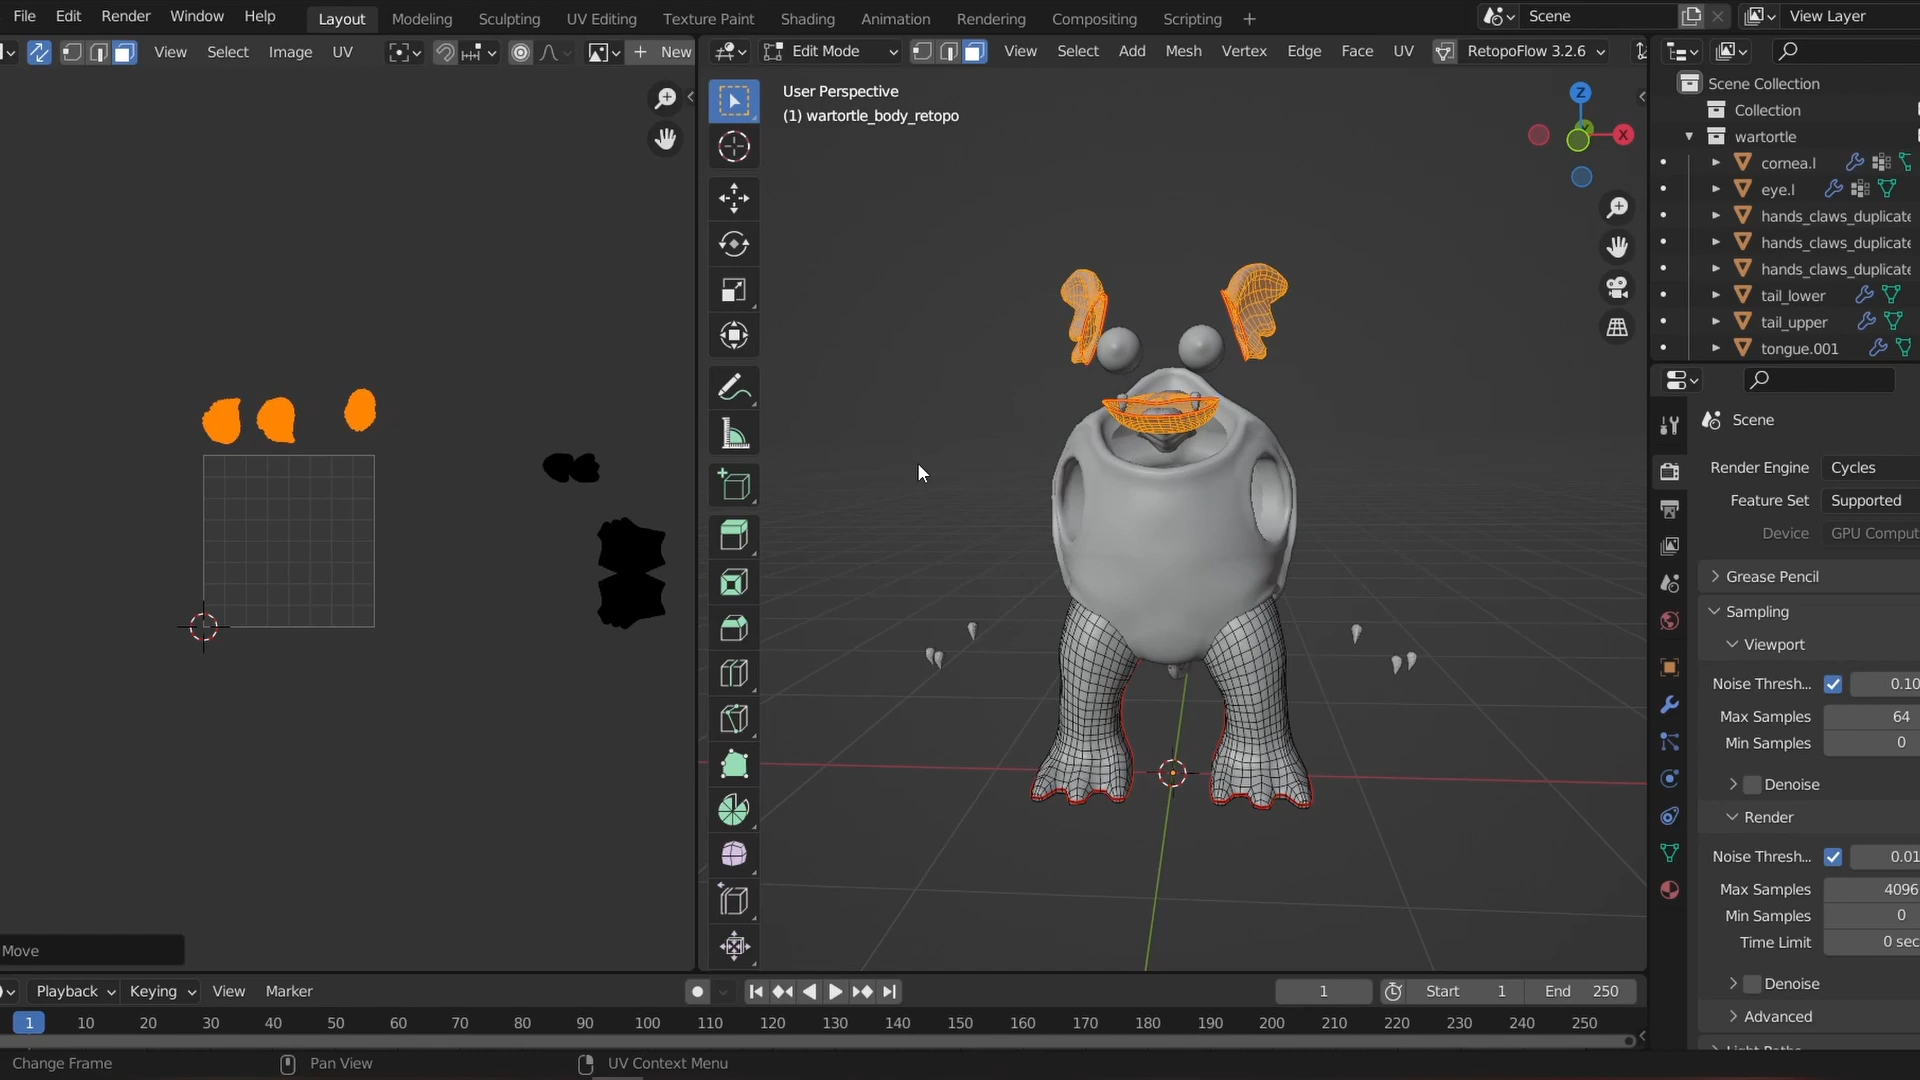 File Edit Render Window Help Layout Modeling Sculpting UV Editing Texture Paint Shading Animation Rendering Compositing Scripting + Scene View Layer
View Select Image UV New Edit Mode View Select Add Mesh Vertex Edge Face UV RetopoFlow 3.2.6
User Perspective
(1) wartortle_body_retopo
Z
X
Scene Collection
Collection
wartortle
cornea.l
eye.l
hands_claws_duplicate
hands_claws_duplicate
hands_claws_duplicate
tail_lower
tail_upper
tongue.001
Scene
Render Engine Cycles
Feature Set Supported
Device GPU Comput
Grease Pencil
Sampling
Viewport
Noise Thresh... 0.10
Max Samples 64
Min Samples 0
Denoise
Render
Noise Thresh... 0.01
Max Samples 4096
Min Samples 0
Time Limit 0 sec
Denoise
Advanced
Move
Playback Keying View Marker 1 Start 1 End 250
1 10 20 30 40 50 60 70 80 90 100 110 120 130 140 150 160 170 180 190 200 210 220 230 240 250
Change Frame Pan View UV Context Menu